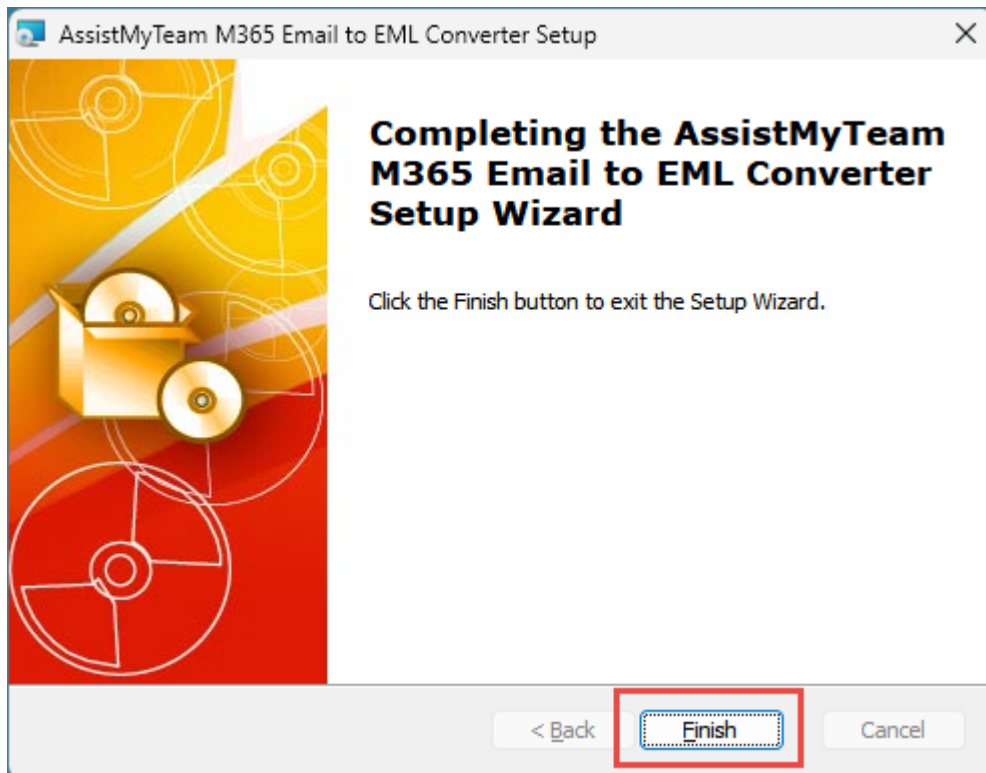 AssistMyTeam M365 Email to EML Converter Setup
Completing the AssistMyTeam
M365 Email to EML Converter
Setup Wizard
Click the Finish button to exit the Setup Wizard.
< Back
Finish
Cancel